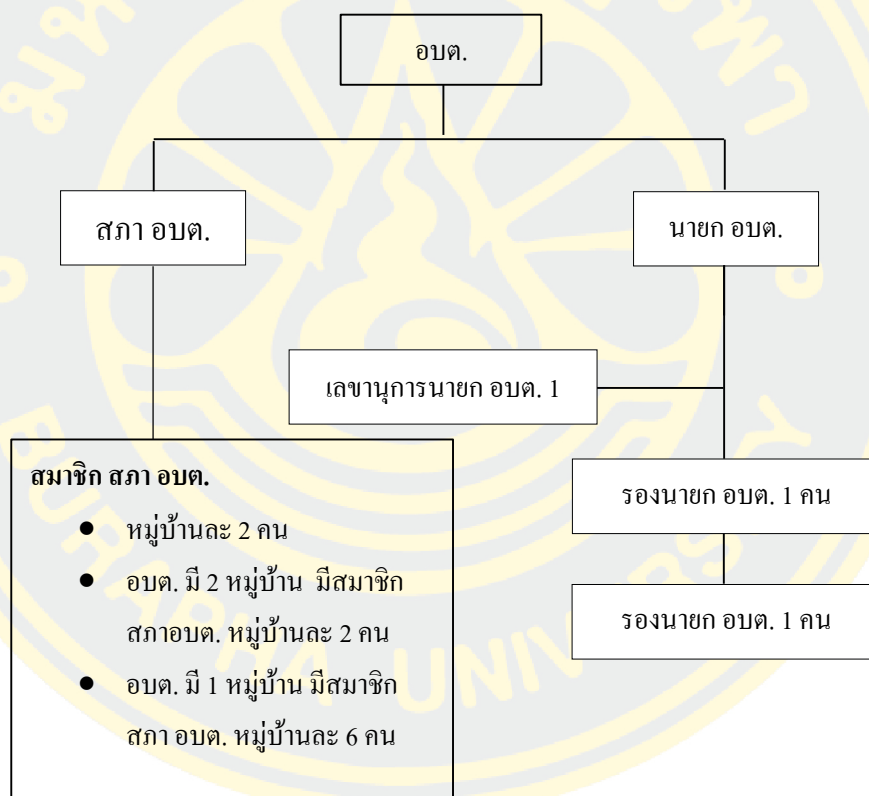 อบต.
สภา อบต.
นายก อบต.
เลขานุการนายก อบต. 1
สมาชิก สภา อบต.
● หมู่บ้านละ 2 คน
● อบต. มี 2 หมู่บ้าน มีสมาชิก
สภาอบต. หมู่บ้านละ 2 คน
● อบต. มี 1 หมู่บ้าน มีสมาชิก
สภา อบต. หมู่บ้านละ 6 คน
รองนายก อบต. 1 คน
รองนายก อบต. 1 คน
BURAPHA UNIVERSITY